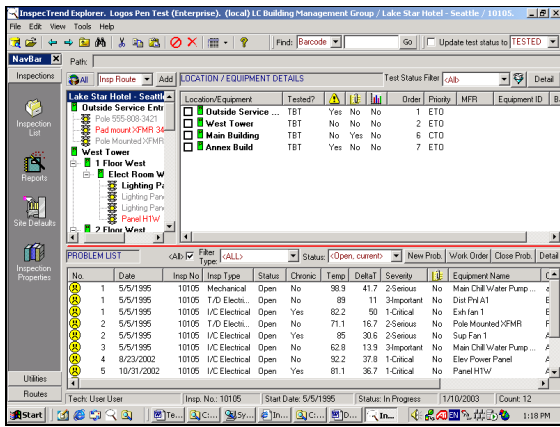 InspecTrend Explorer. Logos Pen Test (Enterprise). (local) LC Building Management Group / Lake Star Hotel - Seattle / 10105.
File Edit View Tools Help
Find: Barcode Go Update test status to TESTED
NavBar X Path:
Inspections All Insp Route Add LOCATION / EQUIPMENT DETAILS Test Status Filter <All> Detail
Lake Star Hotel - Seattle
Outside Service Entr
Pole 555-808-3421
Pad mount XFMR 34
Pole Mounted XFMR
West Tower
1 Floor West
Elect Room W
Lighting Pa
Lighting Pan
Lighting Pan
Panel H1W
2 Floor West
Location/Equipment Tested? Order Priority MFR Equipment ID B
Outside Service ... TBT Yes No No 1 ETO
West Tower TBT No No No 2 ETO
Main Building TBT No Yes No 6 CTO
Annex Build TBT Yes No No 7 ETO
Inspection List
Reports
Site Defaults
Inspection Properties
Utilities
Routes
PROBLEM LIST <All> Filter Type: <ALL> Status: <Open, current> New Prob. Work Order Close Prob. Detail
No. Date Insp No Insp Type Status Chronic Temp DeltaT Severity Equipment Name
1 5/5/1995 10105 Mechanical Open No 98.9 41.7 2-Serious No Main Chill Water Pump ...
1 5/5/1995 10105 T/D Electri... Open No 89 11 3-Important No Dist Pnl A1
1 5/5/1995 10105 I/C Electrical Open Yes 82.2 50 1-Critical No Exh fan 1
2 5/5/1995 10105 T/D Electri... Open No 71.1 16.7 2-Serious No Pole Mounted XFMR
2 5/5/1995 10105 I/C Electrical Open Yes 85 30.6 2-Serious No Sup Fan 1
3 5/5/1995 10105 I/C Electrical Open No 62.8 13.9 3-Important No Main Chill Water Pump ...
4 8/23/2002 10105 I/C Electrical Open No 92.2 37.8 1-Critical No Elev Power Panel
5 10/31/2002 10105 I/C Electrical Open Yes 81.1 36.7 1-Critical No Panel H1W
Tech: User User Insp. No.: 10105 Start Date: 5/5/1995 Status: In Progress 1/10/2003 Count: 12
Start Te... C:... Sy... In... C:... D... In... EN 1:18 PM